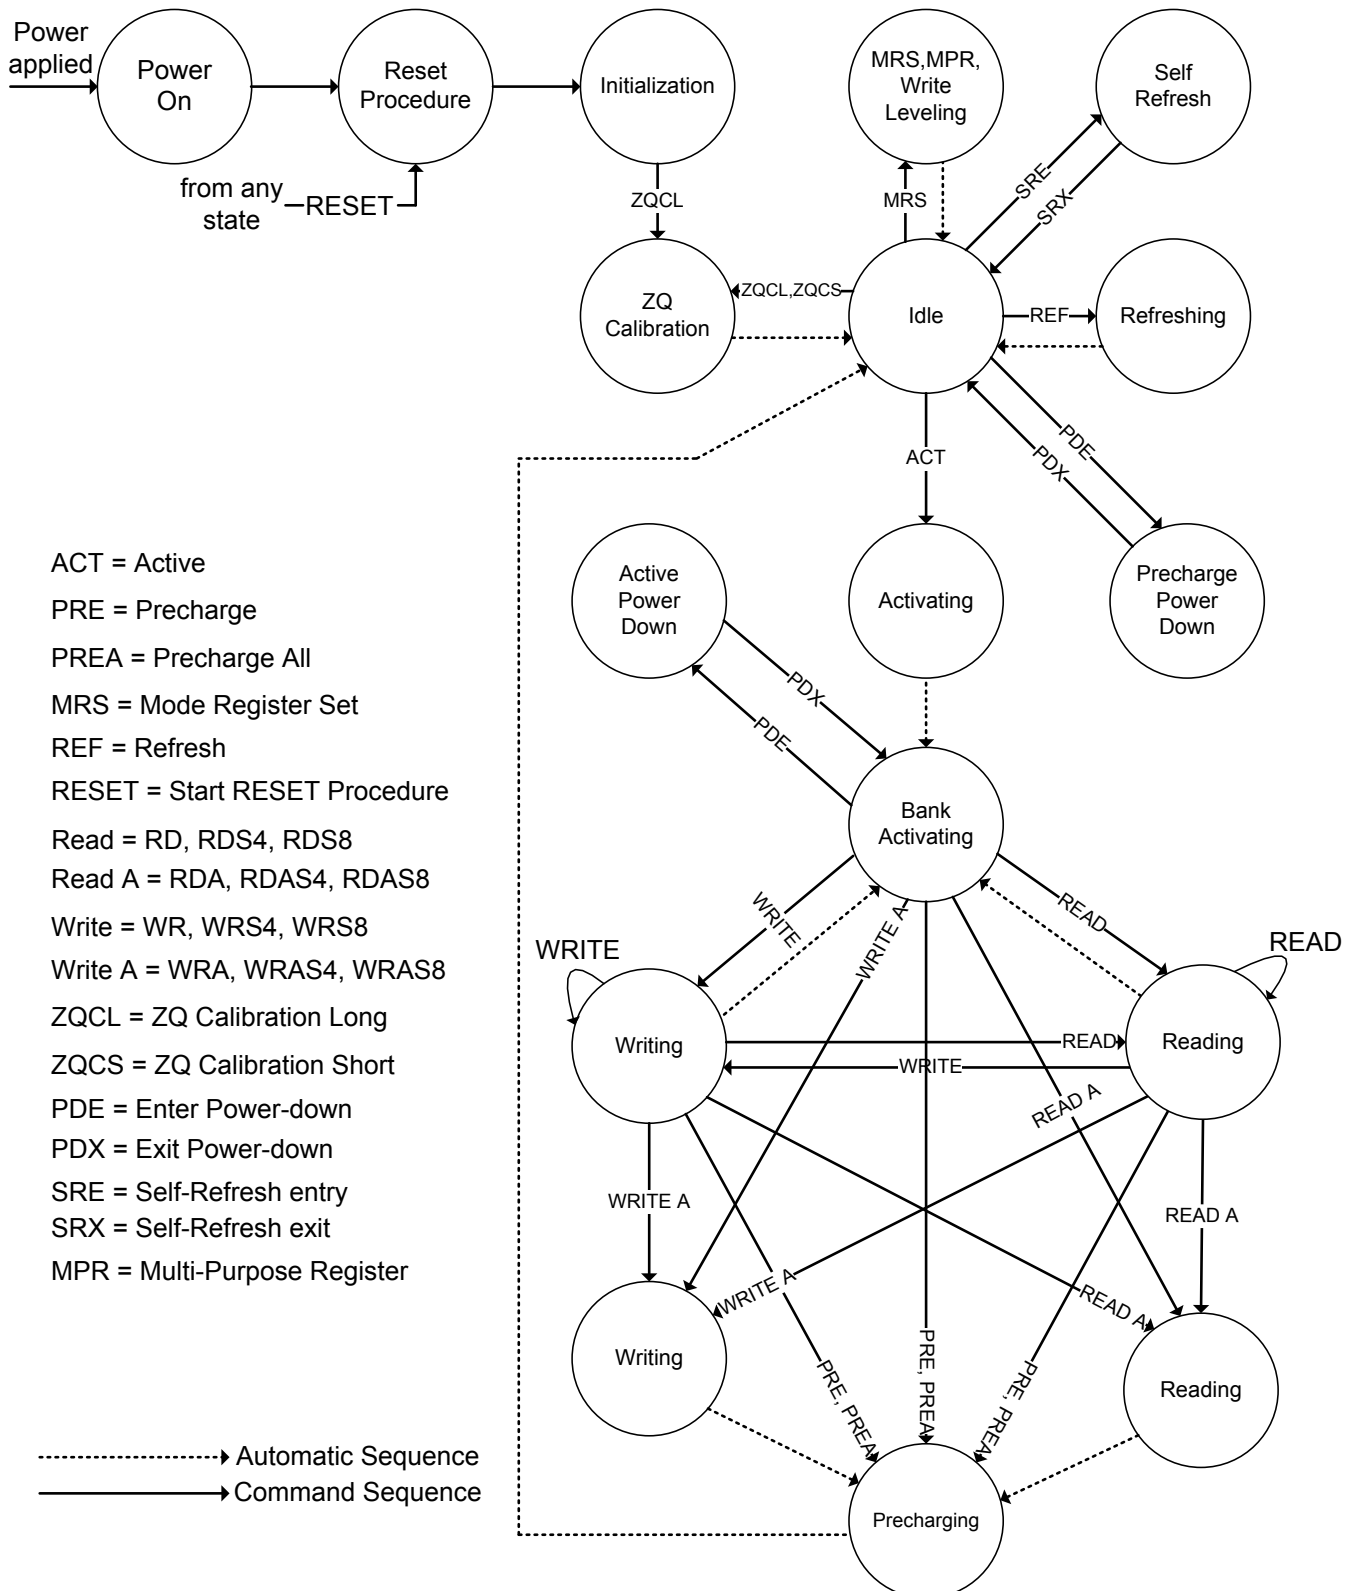 Power
applied
Power
On
Reset
Procedure
Initialization
MRS,MPR,
Write
Leveling
Self
Refresh
from any
state
RESET
ZQCL
MRS
SRE
SRX
ZQ
Calibration
ZQCL,ZQCS
Idle
REF
Refreshing
ACT
PDE
PDX
Active
Power
Down
Activating
Precharge
Power
Down
PDX
PDE
Bank
Activating
ACT = Active
PRE = Precharge
PREA = Precharge All
MRS = Mode Register Set
REF = Refresh
RESET = Start RESET Procedure
Read = RD, RDS4, RDS8
Read A = RDA, RDAS4, RDAS8
Write = WR, WRS4, WRS8
Write A = WRA, WRAS4, WRAS8
ZQCL = ZQ Calibration Long
ZQCS = ZQ Calibration Short
PDE = Enter Power-down
PDX = Exit Power-down
SRE = Self-Refresh entry
SRX = Self-Refresh exit
MPR = Multi-Purpose Register
WRITE
WRITE A
READ
WRITE
READ
Writing
READ
Reading
WRITE
READ A
WRITE A
READ A
WRITE A
READ A
Writing
PRE, PREA
PRE, PREA
PRE, PREA
Reading
Precharging
Automatic Sequence
Command Sequence